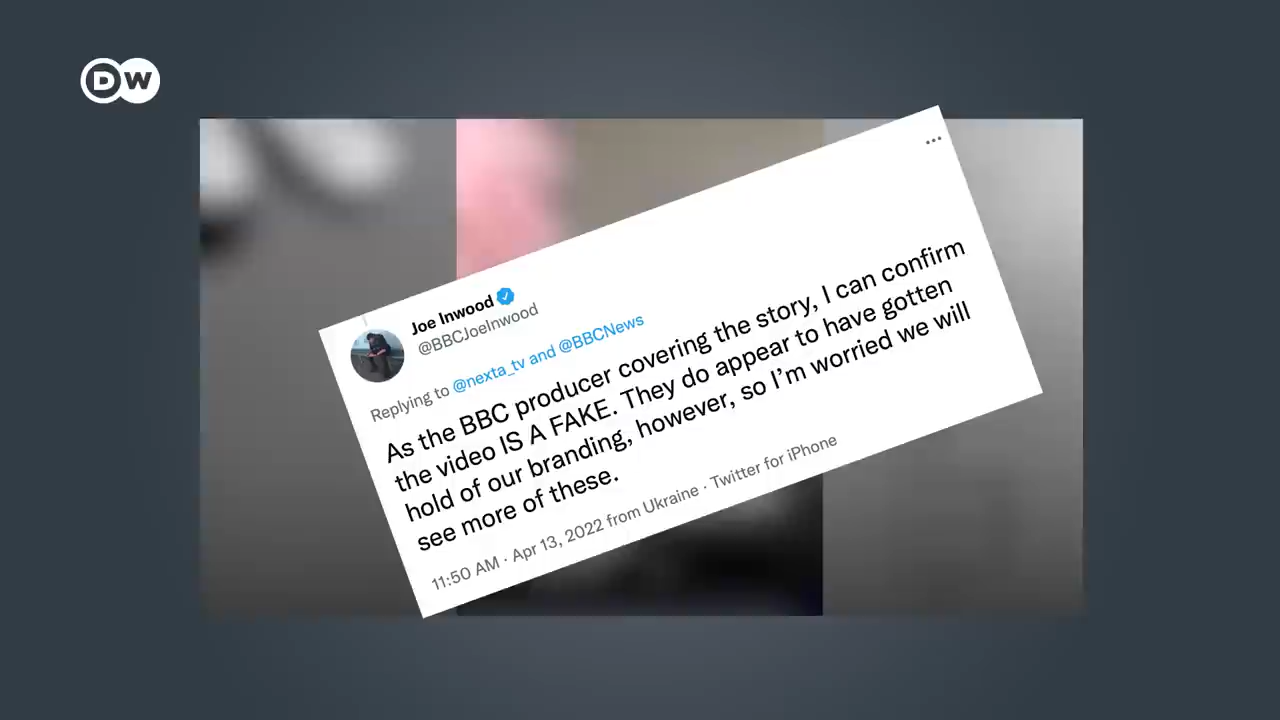 DW
Joe Inwood
@BBCJoeInwood
Replying to @nexta_tv and @BBCNews
As the BBC producer covering the story, I can confirm
the video IS A FAKE. They do appear to have gotten
hold of our branding, however, so I’m worried we will
see more of these.
11:50 AM · Apr 13, 2022 from Ukraine · Twitter for iPhone